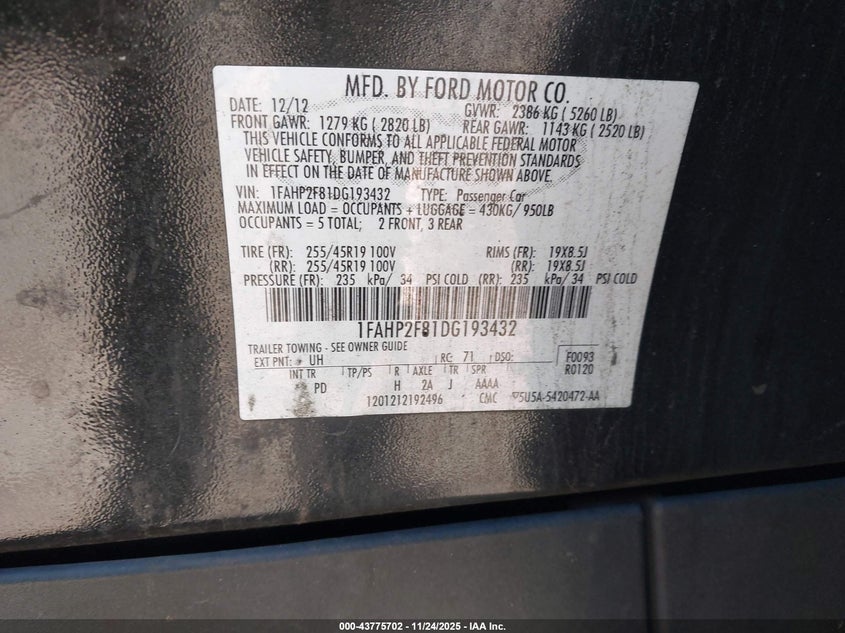 MFD. BY FORD MOTOR CO.
DATE: 12/12 GVWR: 2386 KG ( 5260 LB)
FRONT GAWR: 1279 KG ( 2820 LB) REAR GAWR: 1143 KG ( 2520 LB)
THIS VEHICLE CONFORMS TO ALL APPLICABLE FEDERAL MOTOR
VEHICLE SAFETY, BUMPER, AND THEFT PREVENTION STANDARDS
IN EFFECT ON THE DATE OF MANUFACTURE SHOWN ABOVE.
VIN: 1FAHP2F81DG193432 TYPE: Passenger Car
MAXIMUM LOAD = OCCUPANTS + LUGGAGE = 430KG/ 950LB
OCCUPANTS = 5 TOTAL; 2 FRONT, 3 REAR
TIRE (FR): 255/45R19 100V RIMS (FR): 19X8.5J
(RR): 255/45R19 100V (RR): 19X8.5J
PRESSURE (FR): 235 kPa/ 34 PSI COLD (RR): 235 kPa/ 34 PSI COLD
1FAHP2F81DG193432
TRAILER TOWING - SEE OWNER GUIDE
EXT PNT: UH RC: 71 DSO: F0093
R0120
INT TR TP/PS R AXLE TR SPR
PD H 2A J AAAA
1201212192496 CMC 5U5A-5420472-AA
000-43775702 - 11/24/2025 - IAA Inc.